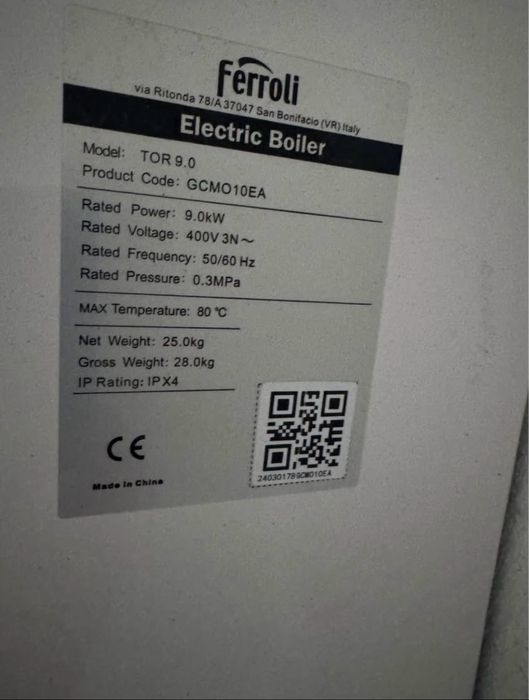 Ferroli
via Ritonda 78/A 37047 San Bonifacio (VR) Italy
Electric Boiler
Model: TOR 9.0
Product Code: GCMO10EA
Rated Power: 9.0kW
Rated Voltage: 400V 3N~
Rated Frequency: 50/60 Hz
Rated Pressure: 0.3MPa
MAX Temperature: 80 ℃
Net Weight: 25.0kg
Gross Weight: 28.0kg
IP Rating: IPX4
CE
24030178GCMO10EA
Made in China